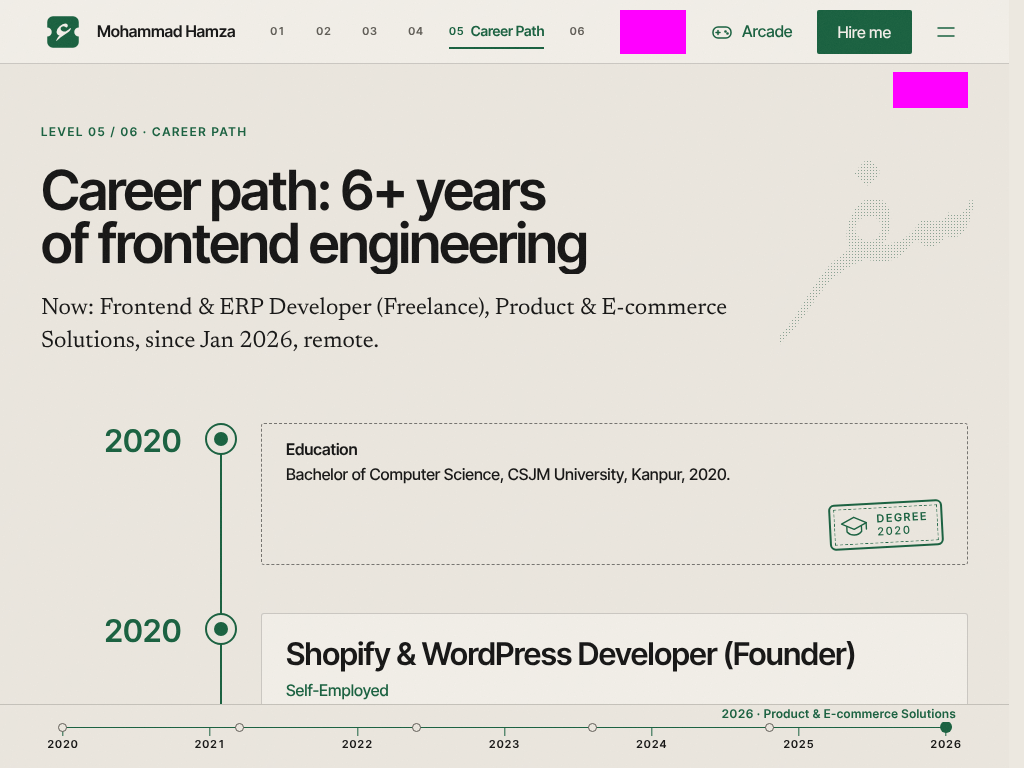 Mohammad Hamza
01
02
03
04
05 Career Path
06
Arcade
Hire me
LEVEL 05 / 06 · CAREER PATH
Career path: 6+ years
of frontend engineering
Now: Frontend & ERP Developer (Freelance), Product & E-commerce
Solutions, since Jan 2026, remote.
2020
Education
Bachelor of Computer Science, CSJM University, Kanpur, 2020.
DEGREE
2020
2020
Shopify & WordPress Developer (Founder)
Self-Employed
2026 · Product & E-commerce Solutions
2020
2021
2022
2023
2024
2025
2026